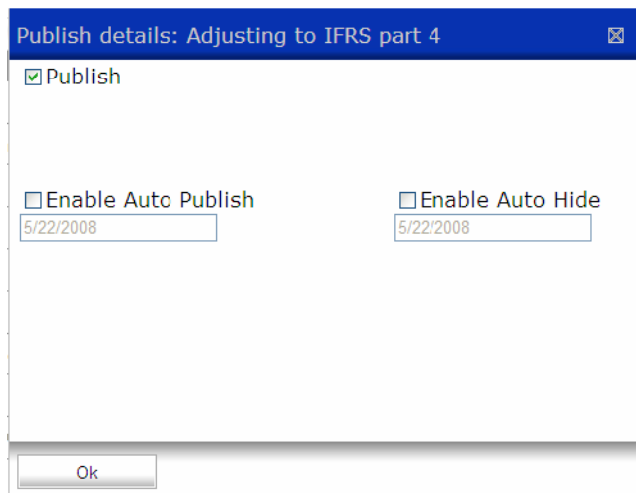 Publish details: Adjusting to IFRS part 4
Publish
Enable Auto Publish Enable Auto Hide
5/22/2008 5/22/2008
Ok